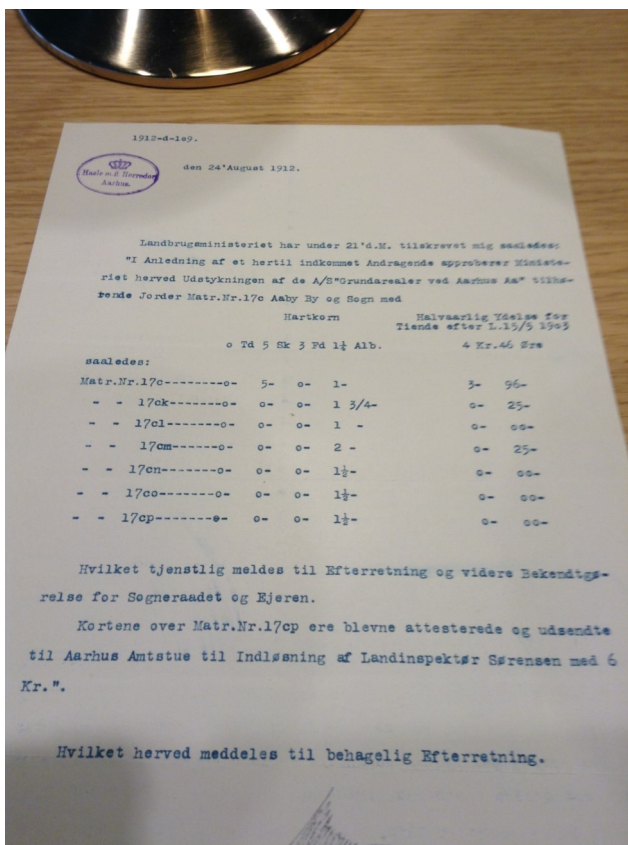 1912-d-1o9.
Hasle m.fl Herreder
Aarhus.
den 24'August 1912.
Landbrugsministeriet har under 21'd.M. tilskrevet mig saaledes:
"I Anledning af et hertil indkommet Andragende approberer Ministe-
riet herved Udstykningen af de A/S"Grundarealer ved Aarhus Aa" tilhø-
rende Jorder Matr.Nr.17c Aaby By og Sogn med
Hartkorn Halvaarlig Ydelse for
Tiende efter L.15/5 19o3
o Td 5 Sk 3 Fd 1½ Alb. 4 Kr.46 Øre
saaledes:
Matr.Nr.17c--------o- 5- o- 1- 3- 96-
- - 17ck-------o- o- o- 1 3/4- o- 25-
- - 17cl-------o- o- o- 1 - o- oo-
- - 17cm------o- o- o- 2 - o- 25-
- - 17cn-------o- o- o- 1½- o- oo-
- - 17co-------o- o- o- 1½- o- oo-
- - 17cp-------o- o- o- 1½- o- oo-
Hvilket tjenstlig meldes til Efterretning og videre Bekendtgø-
relse for Sogneraadet og Ejeren.
Kortene over Matr.Nr.17cp ere blevne attesterede og udsendte
til Aarhus Amtstue til Indløsning af Landinspektør Sørensen med 6
Kr.".
Hvilket herved meddeles til behagelig Efterretning.